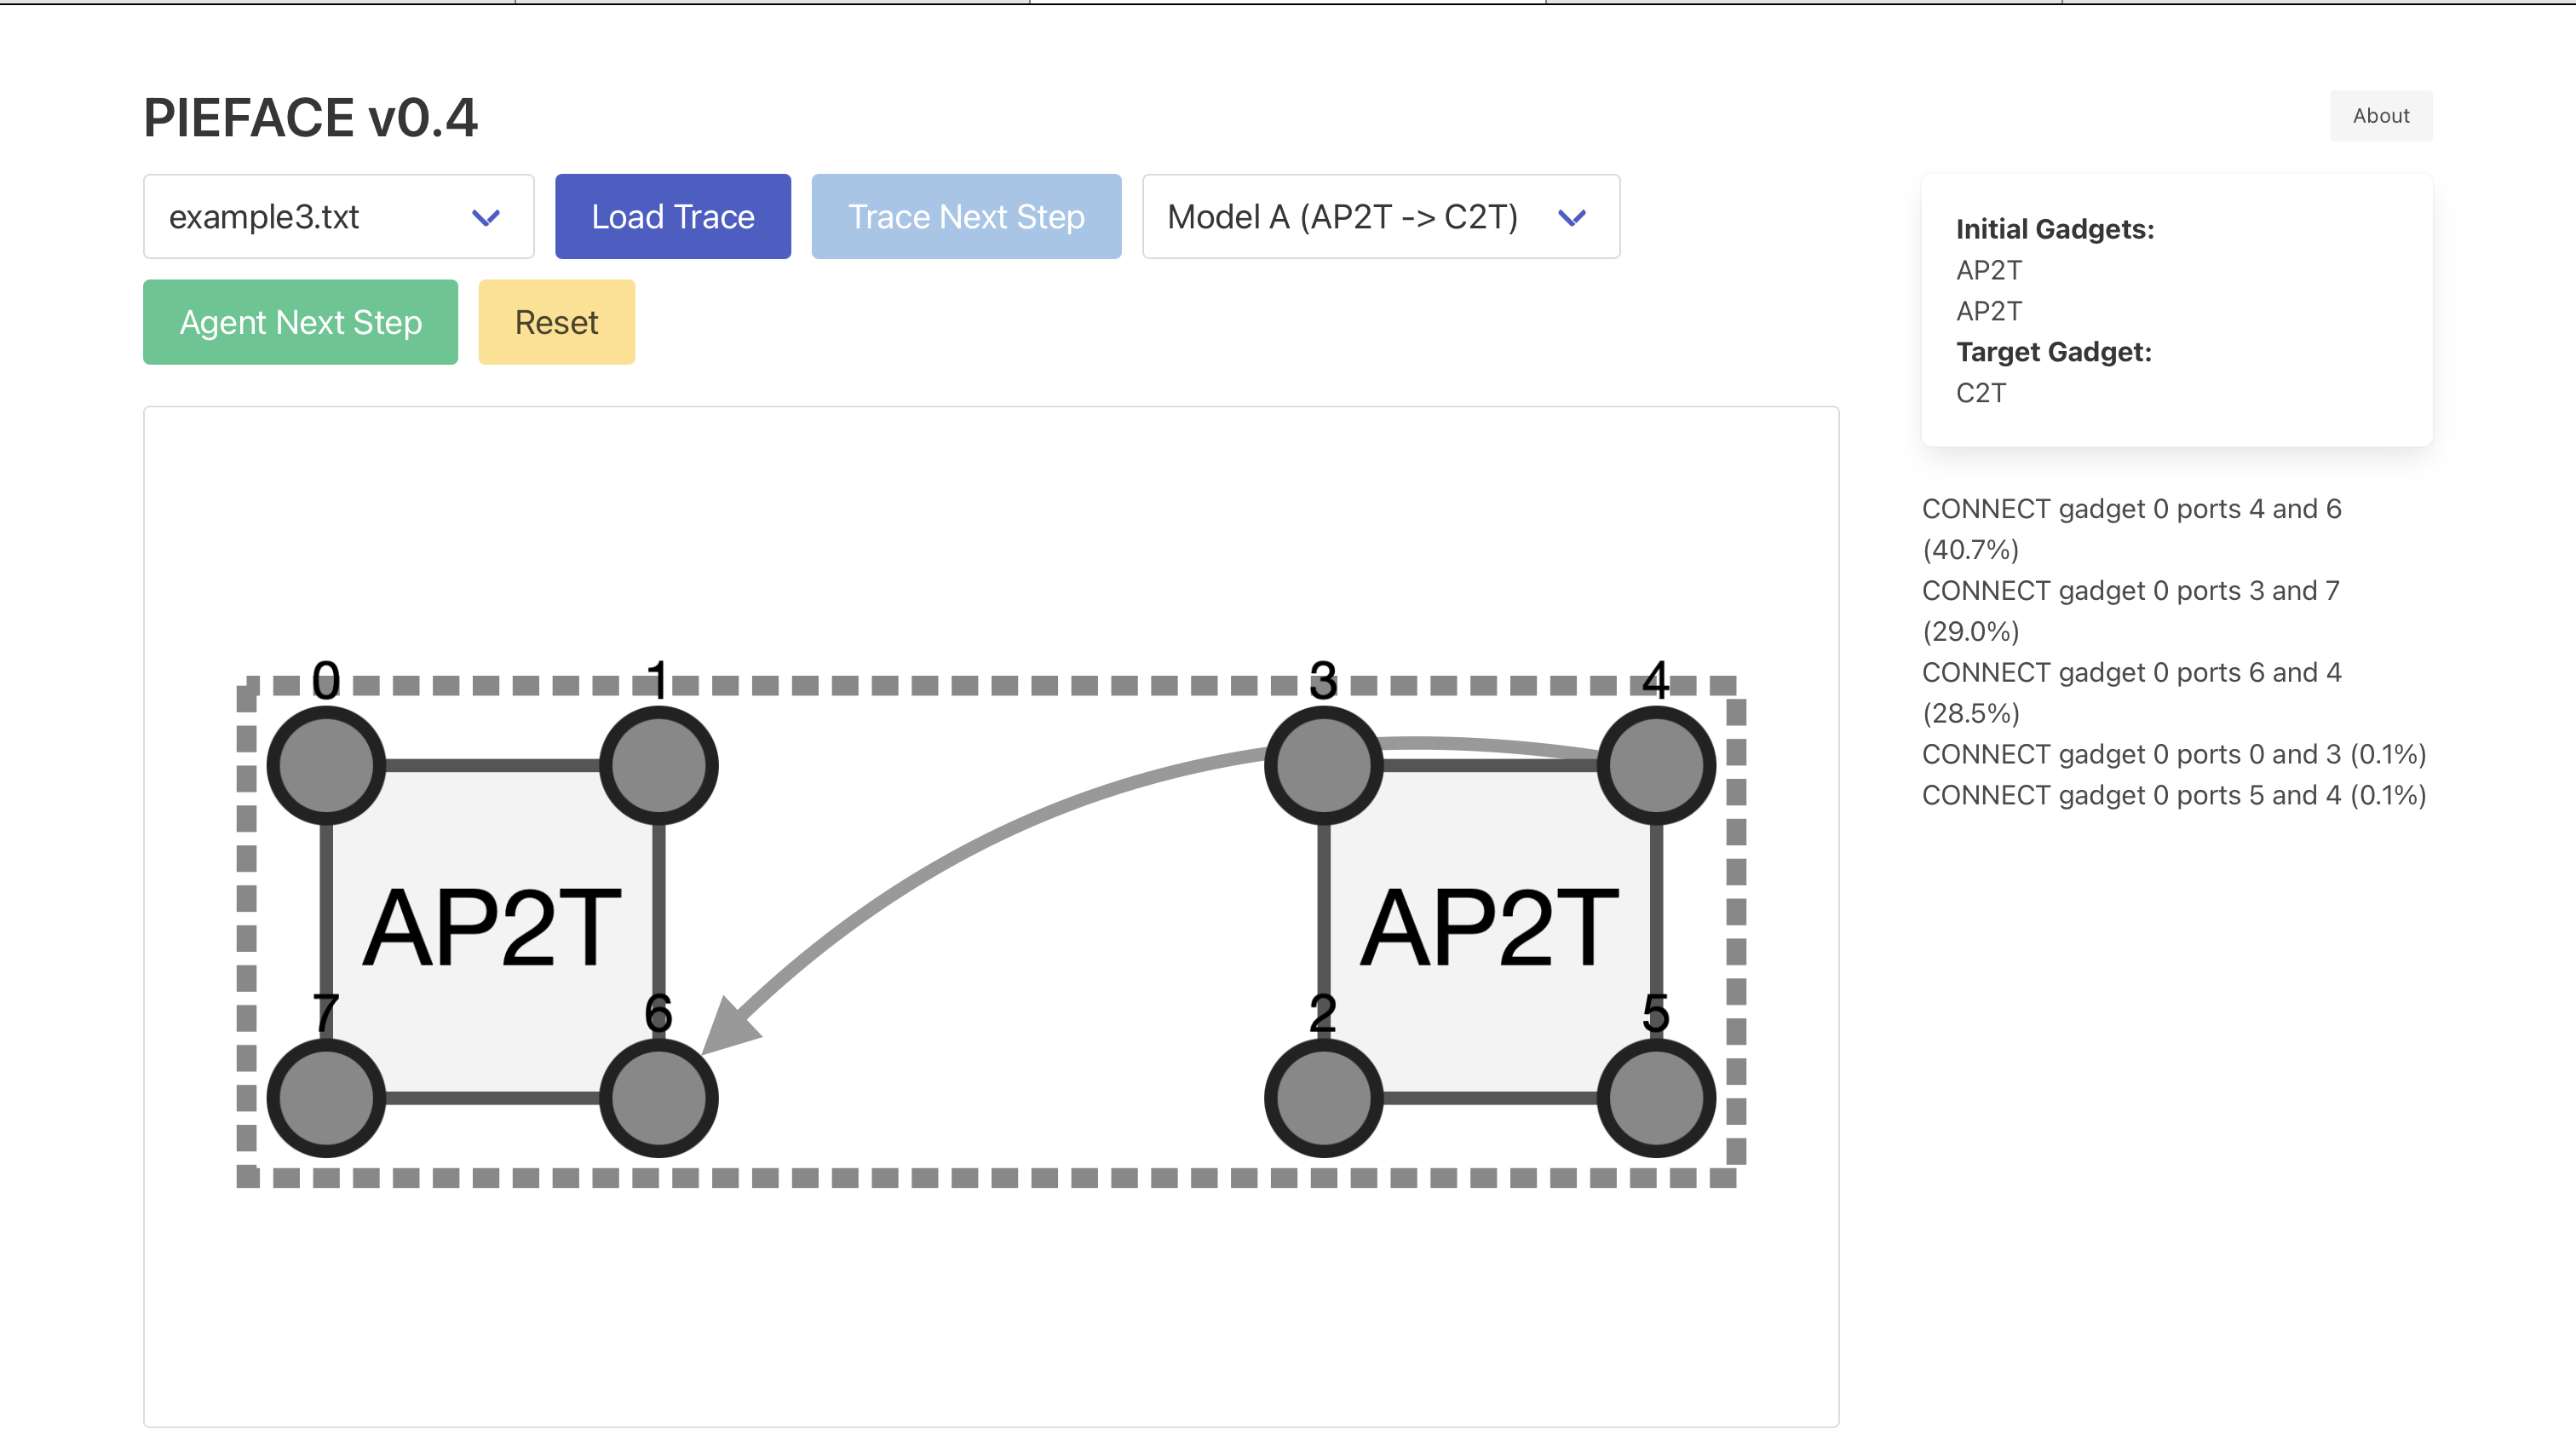 PIEFACE v0.4
About
example3.txt
Load Trace
Trace Next Step
Model A (AP2T -> C2T)
Agent Next Step
Reset
Initial Gadgets:
AP2T
AP2T
Target Gadget:
C2T
CONNECT gadget 0 ports 4 and 6
(40.7%)
CONNECT gadget 0 ports 3 and 7
(29.0%)
CONNECT gadget 0 ports 6 and 4
(28.5%)
CONNECT gadget 0 ports 0 and 3 (0.1%)
CONNECT gadget 0 ports 5 and 4 (0.1%)
0 1 3 4
AP2T AP2T
7 6 2 5